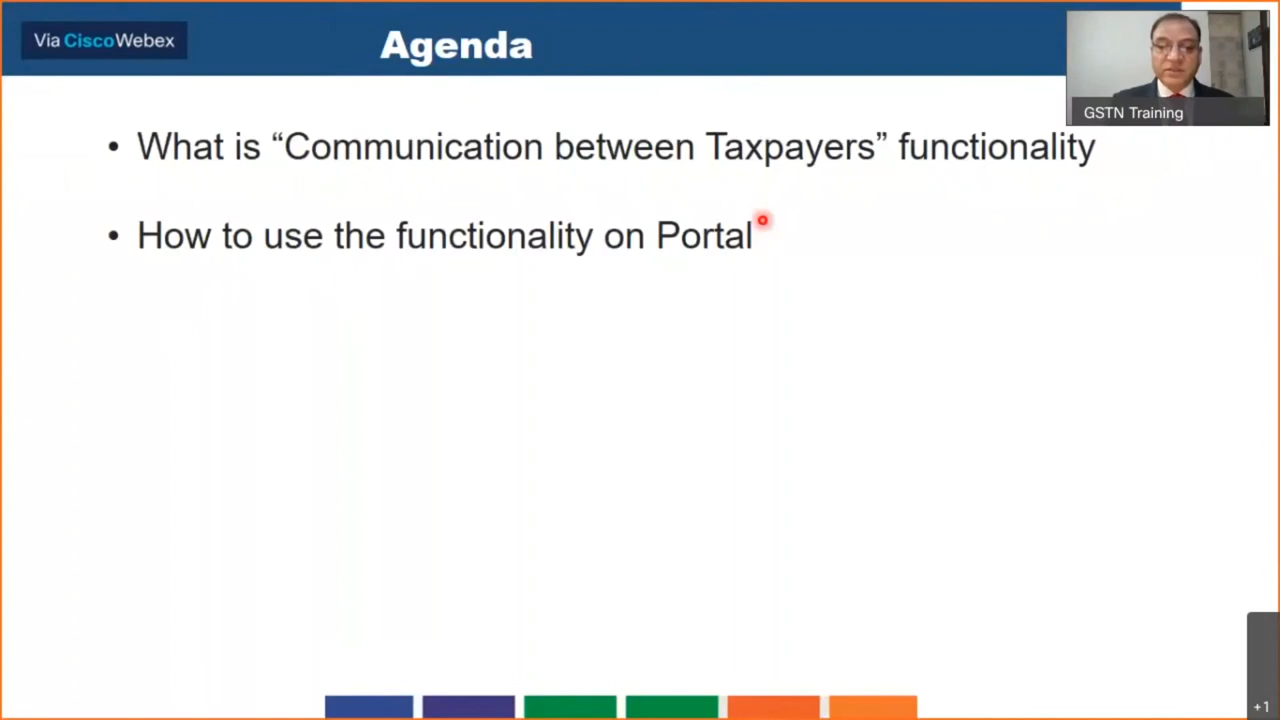 Via CiscoWebex
Agenda
GSTN Training
• What is “Communication between Taxpayers” functionality
• How to use the functionality on Portal
+1